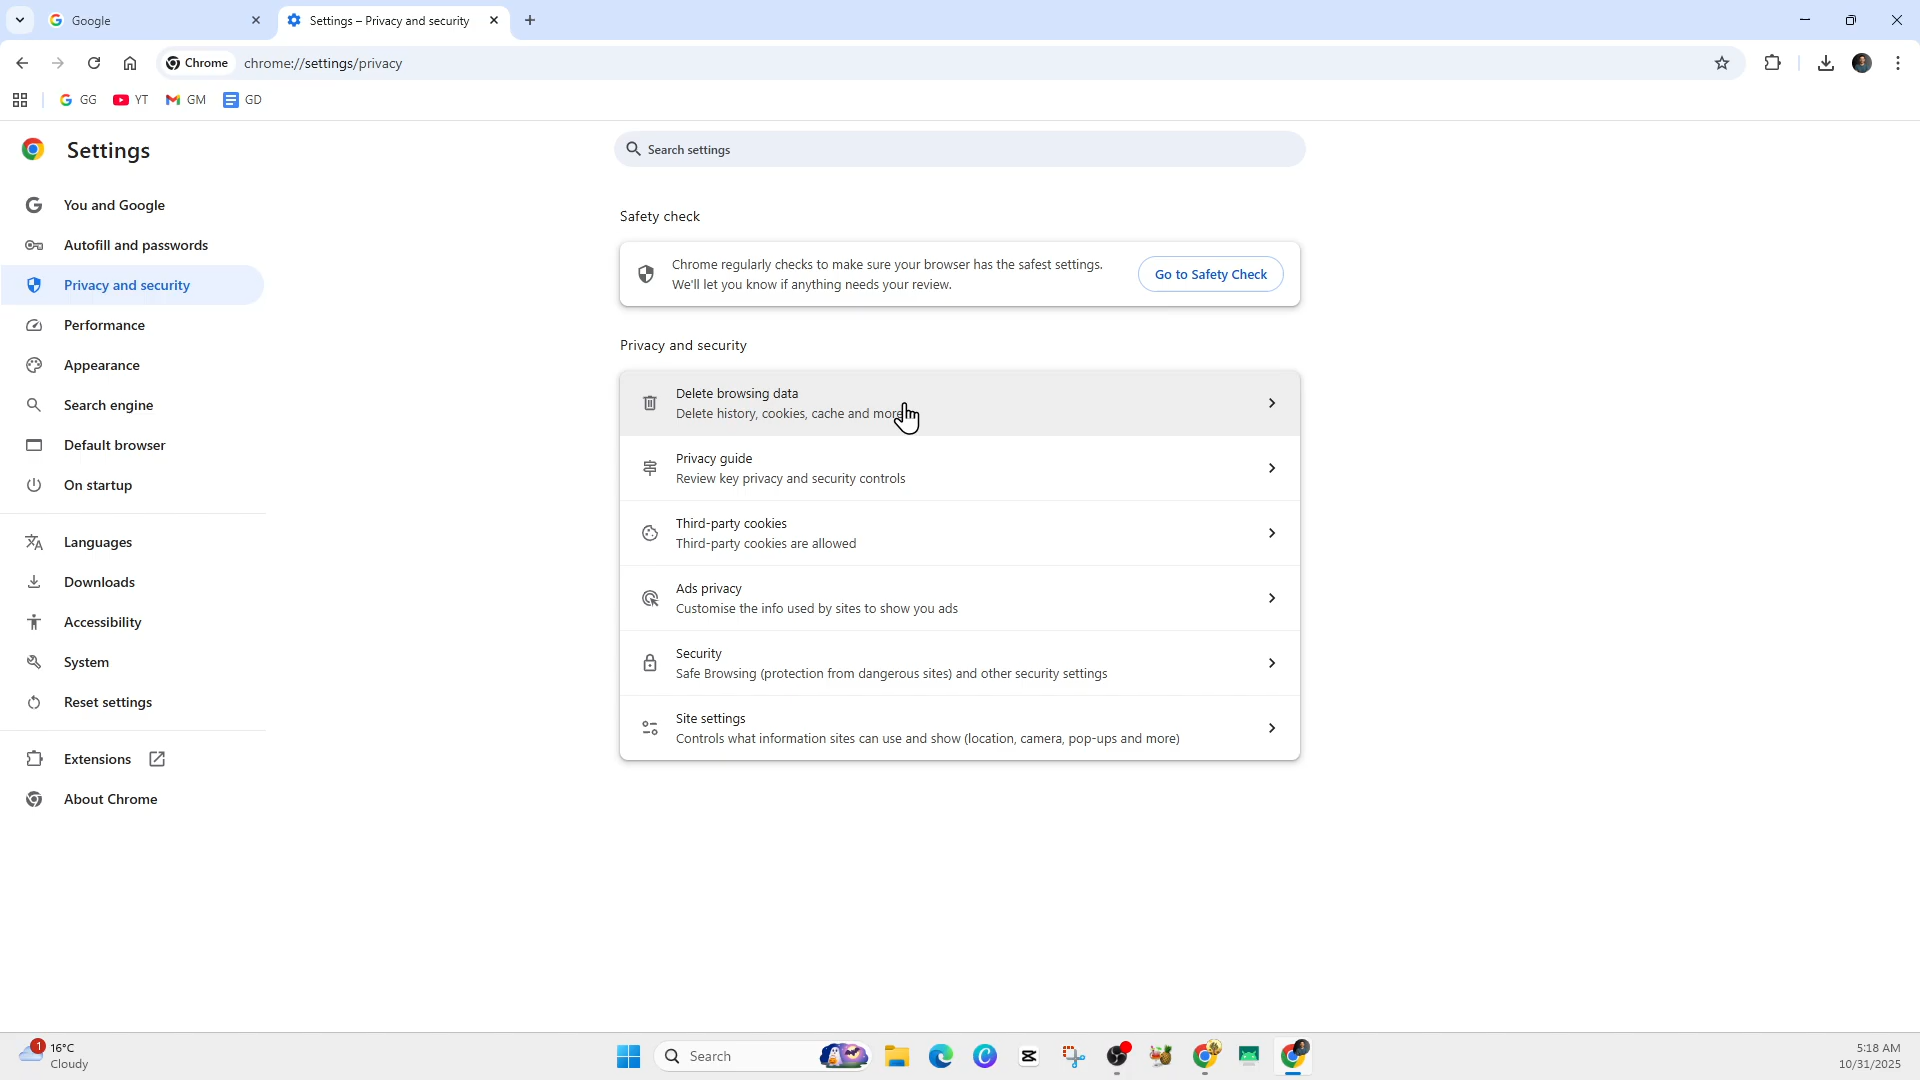 Google
Settings – Privacy and security
Chrome
chrome://settings/privacy
GG
YT
GM
GD
Settings
Search settings
You and Google
Autofill and passwords
Privacy and security
Performance
Appearance
Search engine
Default browser
On startup
Languages
Downloads
Accessibility
System
Reset settings
Extensions
About Chrome
Safety check
Chrome regularly checks to make sure your browser has the safest settings.
We'll let you know if anything needs your review.
Go to Safety Check
Privacy and security
Delete browsing data
Delete history, cookies, cache and more
Privacy guide
Review key privacy and security controls
Third-party cookies
Third-party cookies are allowed
Ads privacy
Customise the info used by sites to show you ads
Security
Safe Browsing (protection from dangerous sites) and other security settings
Site settings
Controls what information sites can use and show (location, camera, pop-ups and more)
1
16°C
Cloudy
Search
5:18 AM
10/31/2025